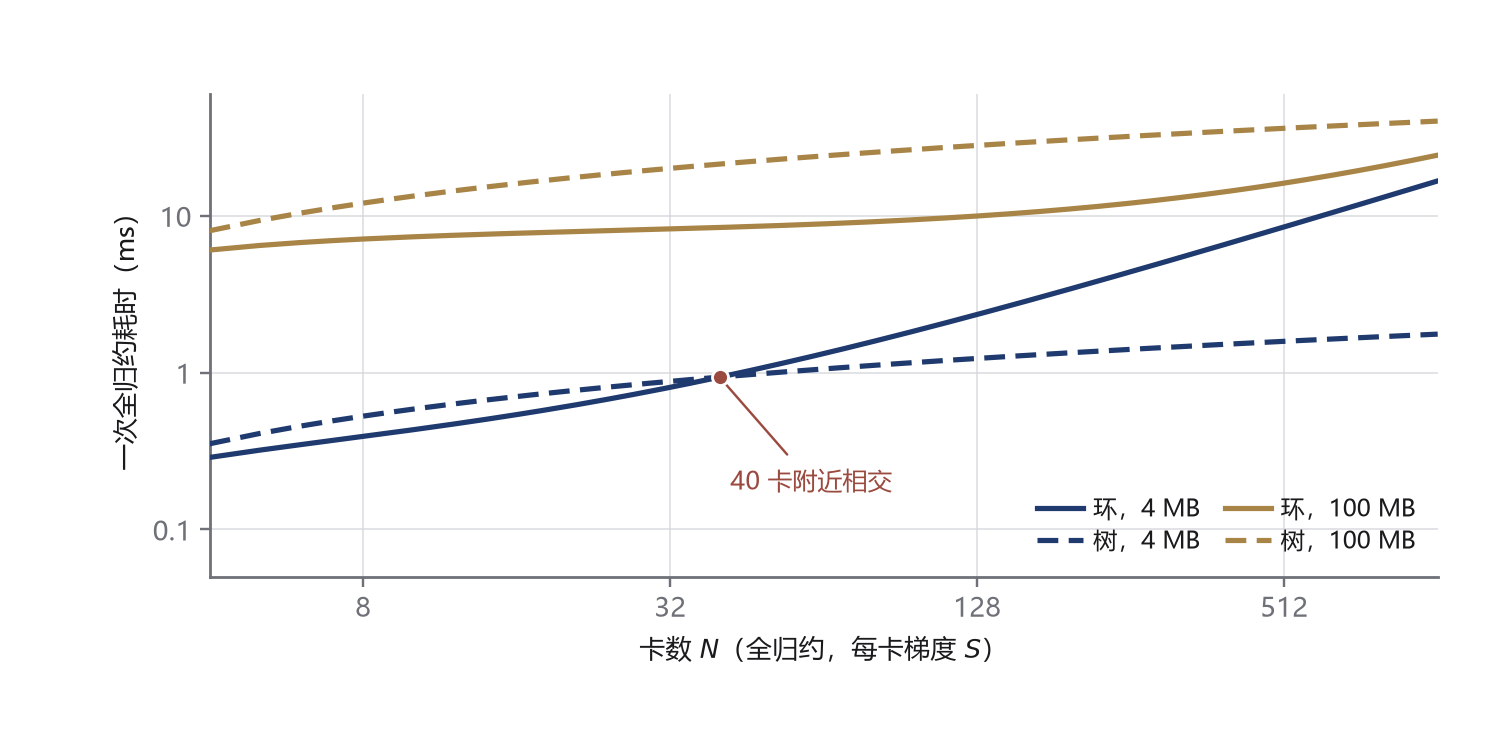 一次全归约耗时（ms）
10
1
0.1
40 卡附近相交
环，4 MB
环，100 MB
树，4 MB
树，100 MB
8
32
128
512
卡数 N（全归约，每卡梯度 S）